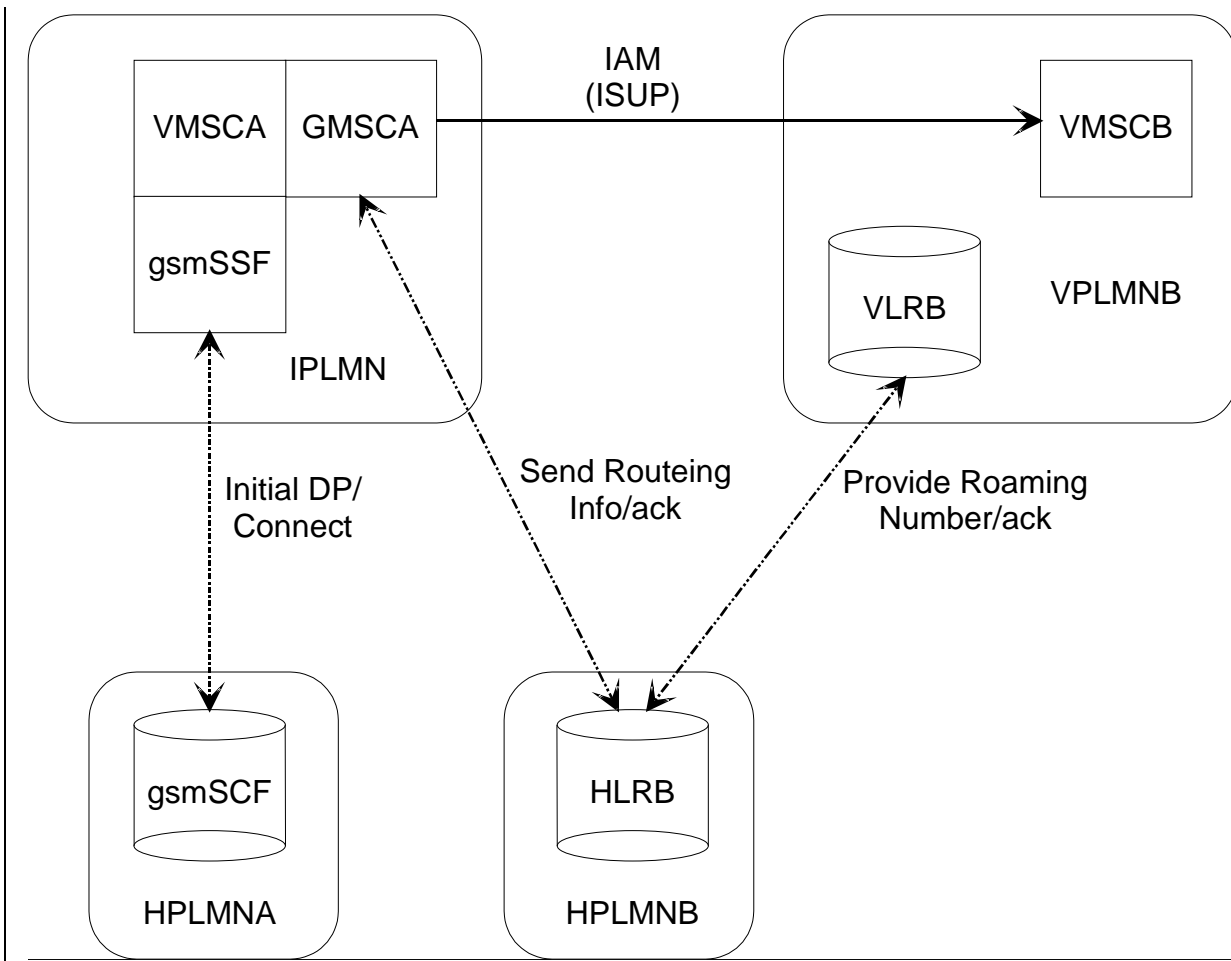 IAM
(ISUP)
VMSCA
GMSCA
VMSCB
gsmSSF
VLRB
VPLMNB
IPLMN
Initial DP/
Connect
Send Routeing
Info/ack
Provide Roaming
Number/ack
gsmSCF
HLRB
HPLMNA
HPLMNB